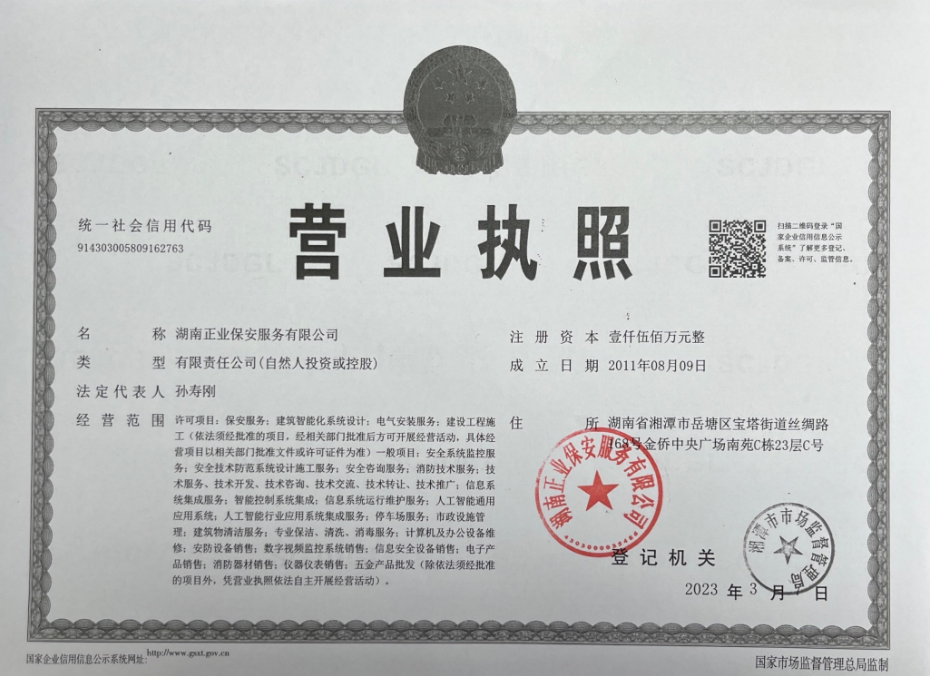 营业执照
统一社会信用代码
914303005809162763
扫描二维码登录“国
家企业信用信息公示
系统”了解更多登记、
备案、许可、监管信息。
名 称 湖南正业保安服务有限公司
类 型 有限责任公司(自然人投资或控股)
法定代表人 孙寿刚
经营范围 许可项目：保安服务；建筑智能化系统设计；电气安装服务；建设工程施
工（依法须经批准的项目，经相关部门批准后方可开展经营活动，具体经
营项目以相关部门批准文件或许可证件为准）一般项目：安全系统监控服
务；安全技术防范系统设计施工服务；安全咨询服务；消防技术服务；技
术服务、技术开发、技术咨询、技术交流、技术转让、技术推广；信息系
统集成服务；智能控制系统集成；信息系统运行维护服务；人工智能通用
应用系统；人工智能行业应用系统集成服务；停车场服务；市政设施管
理；建筑物清洁服务；专业保洁、清洗、消毒服务；计算机及办公设备维
修；安防设备销售；数字视频监控系统销售；信息安全设备销售；电子产
品销售；消防器材销售；仪器仪表销售；五金产品批发（除依法须经批准
的项目外，凭营业执照依法自主开展经营活动）。
注册资本 壹仟伍佰万元整
成立日期 2011年08月09日
住 所 湖南省湘潭市岳塘区宝塔街道丝绸路
168号金侨中央广场南苑C栋23层C号
湖南正业保安服务有限公司
登记机关
湘潭市市场监督管理局
2023 年 3 月 7 日
国家企业信用信息公示系统网址：http://www.gsxt.gov.cn
国家市场监督管理总局监制